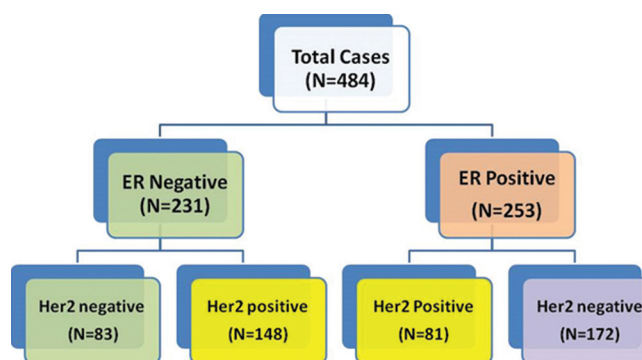 Total Cases
(N=484)
ER Negative
(N=231)
ER Positive
(N=253)
Her2 negative
(N=83)
Her2 positive
(N=148)
Her2 Positive
(N=81)
Her2 negative
(N=172)